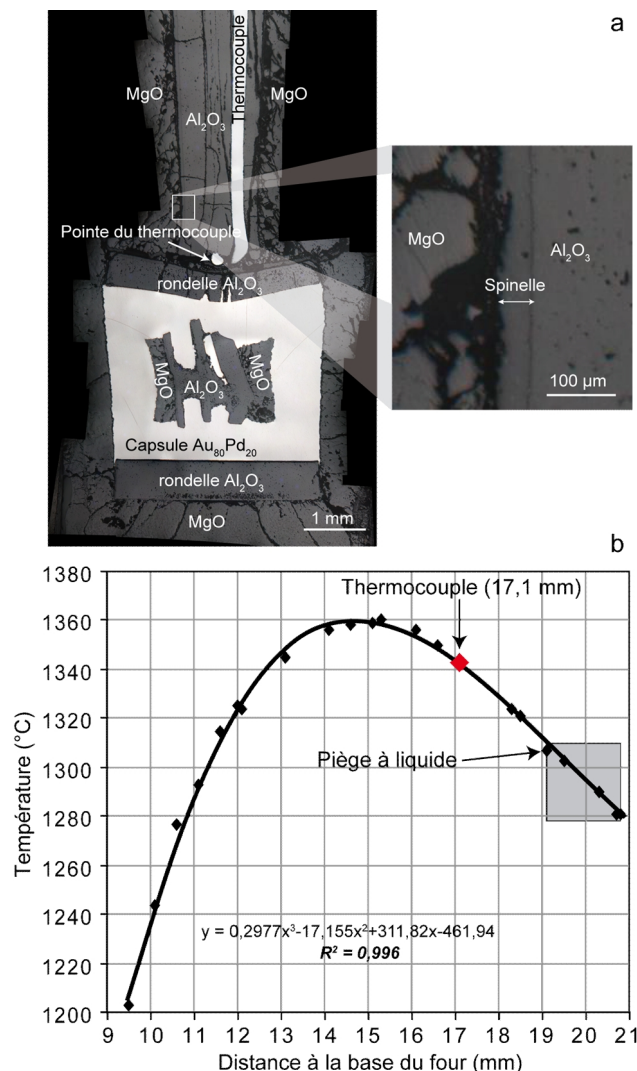 a
Thermocouple
MgO
MgO
Al₂O₃
Pointe du thermocouple
rondelle Al₂O₃
MgO
Al₂O₃
MgO
Capsule Au₈₀Pd₂₀
rondelle Al₂O₃
MgO
1 mm
MgO
Al₂O₃
Spinelle
100 µm
b
Température (°C)
1380
1360
1340
1320
1300
1280
1260
1240
1220
1200
Thermocouple (17,1 mm)
Piège à liquide
y = 0,2977x³-17,155x²+311,82x-461,94
R² = 0,996
9 10 11 12 13 14 15 16 17 18 19 20 21
Distance à la base du four (mm)